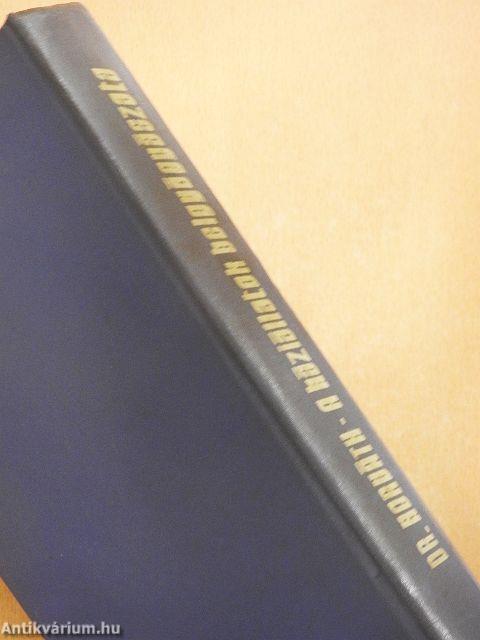 DR. HORVÁTH - A háziállatok belgyógyászata
Antikvárium.hu